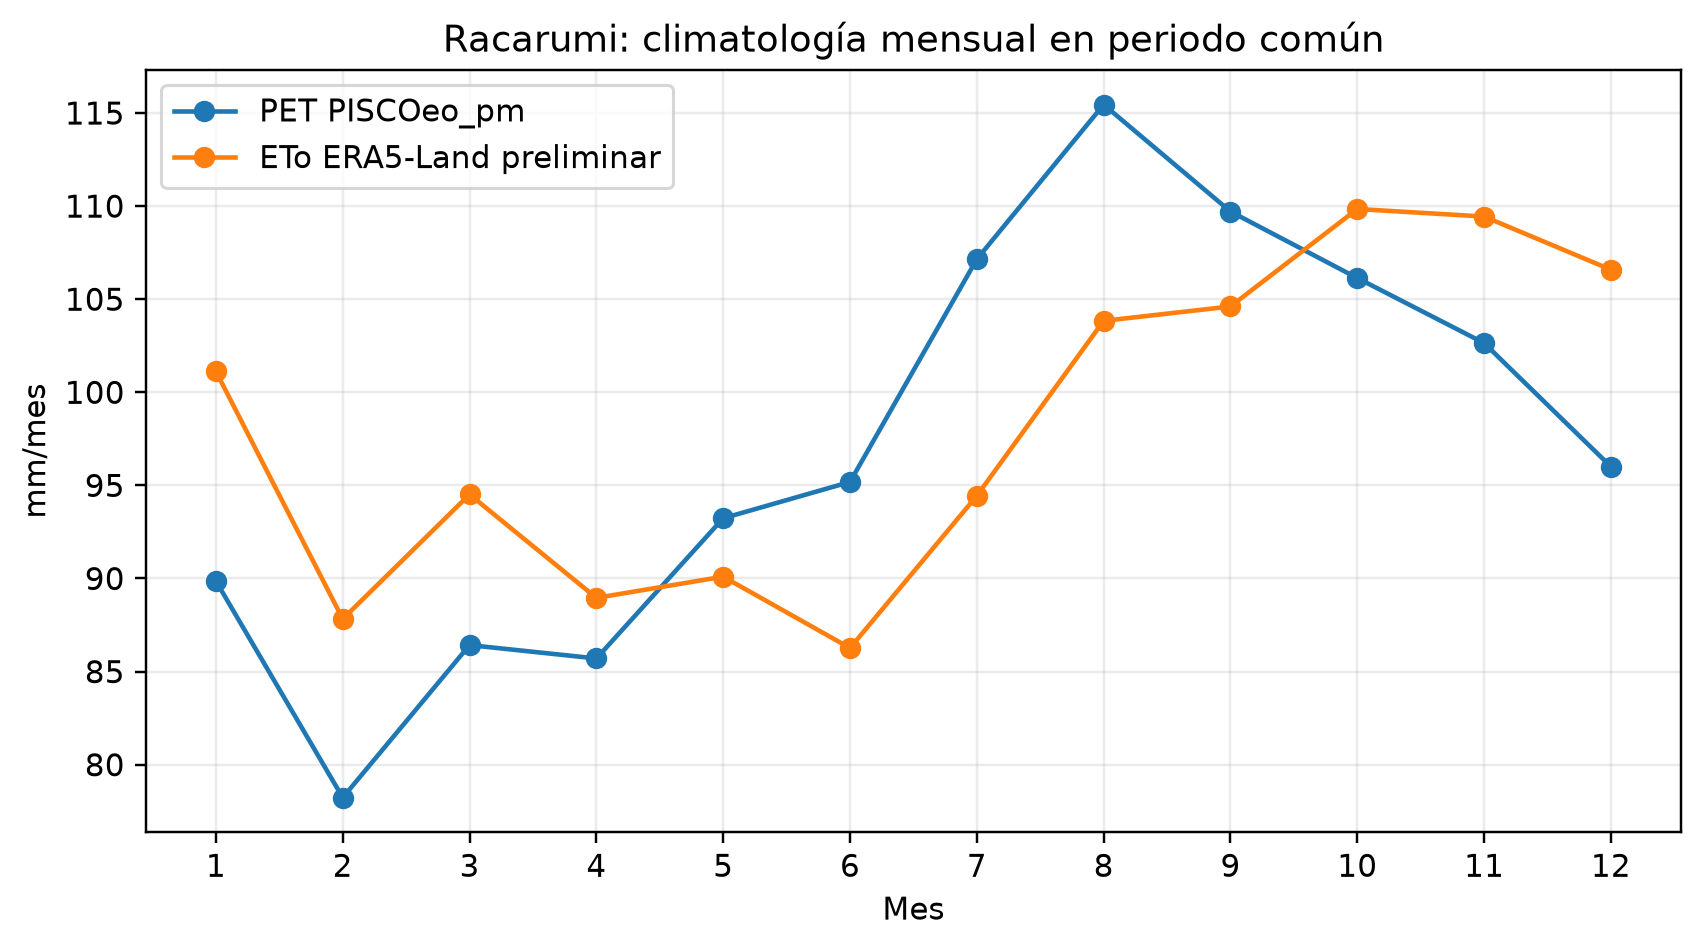 Racarumi: climatología mensual en periodo común
PET PISCOeo_pm
ETo ERA5-Land preliminar
115
110
105
100
95
90
85
80
mm/mes
1 2 3 4 5 6 7 8 9 10 11 12
Mes